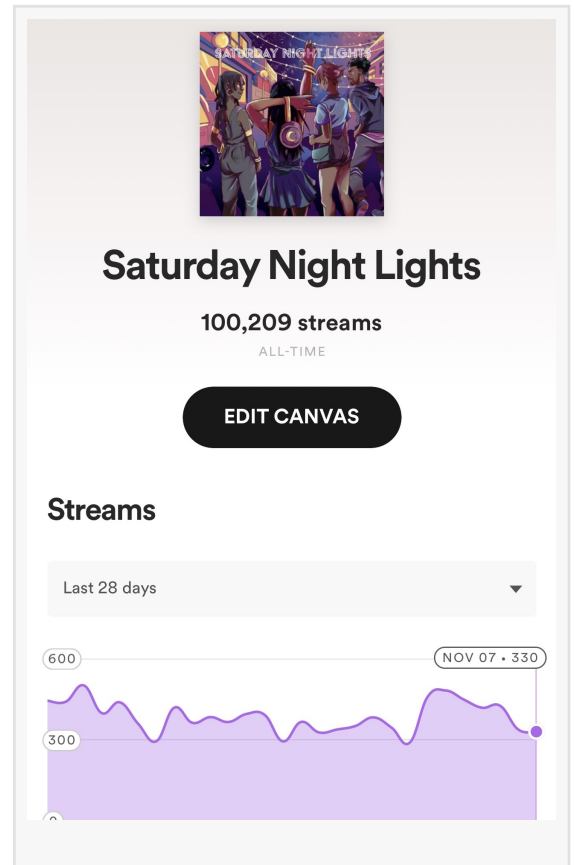 SATURDAY NIGHT LIGHTS
Saturday Night Lights
100,209 streams
ALL-TIME
EDIT CANVAS
Streams
Last 28 days
600
NOV 07 • 330
300
0